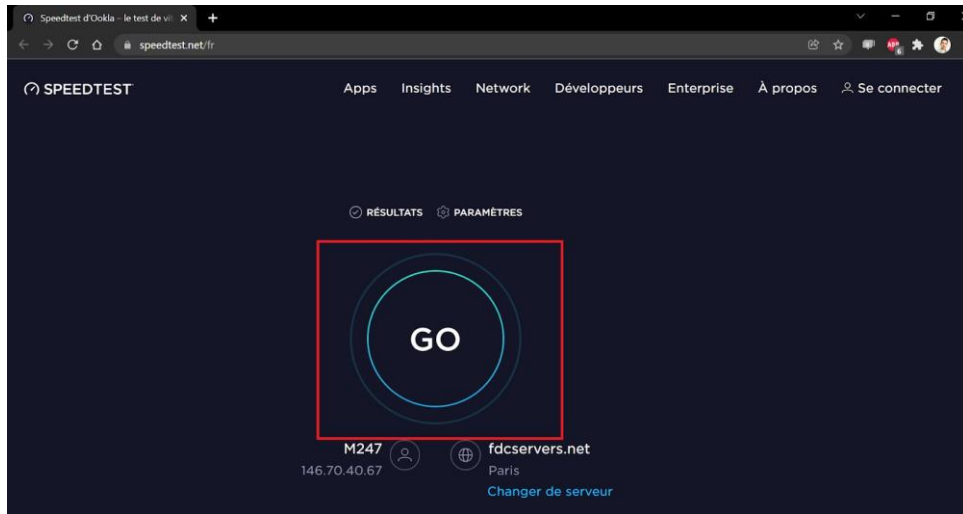 Speedtest d'Ookla – le test de vit
speedtest.net/fr
SPEEDTEST
Apps Insights Network Développeurs Enterprise À propos Se connecter
RÉSULTATS PARAMÈTRES
GO
M247 fdcservers.net
146.70.40.67 Paris
Changer de serveur